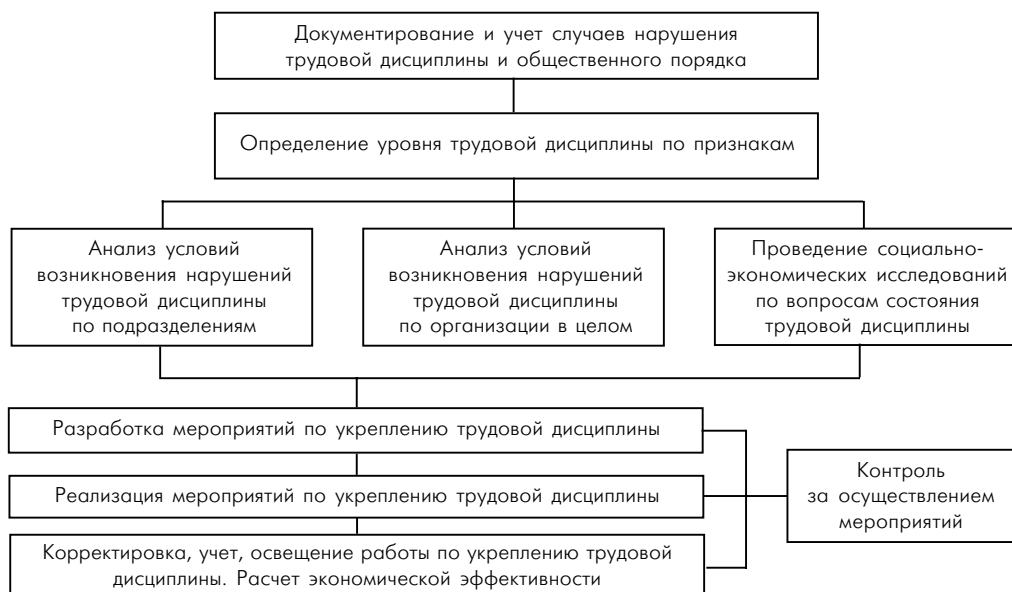 Документирование и учет случаев нарушения
трудовой дисциплины и общественного порядка
Определение уровня трудовой дисциплины по признакам
Анализ условий
возникновения нарушений
трудовой дисциплины
по подразделениям
Анализ условий
возникновения нарушений
трудовой дисциплины
по организации в целом
Проведение социально-
экономических исследований
по вопросам состояния
трудовой дисциплины
Разработка мероприятий по укреплению трудовой дисциплины
Реализация мероприятий по укреплению трудовой дисциплины
Корректировка, учет, освещение работы по укреплению трудовой
дисциплины. Расчет экономической эффективности
Контроль
за осуществлением
мероприятий